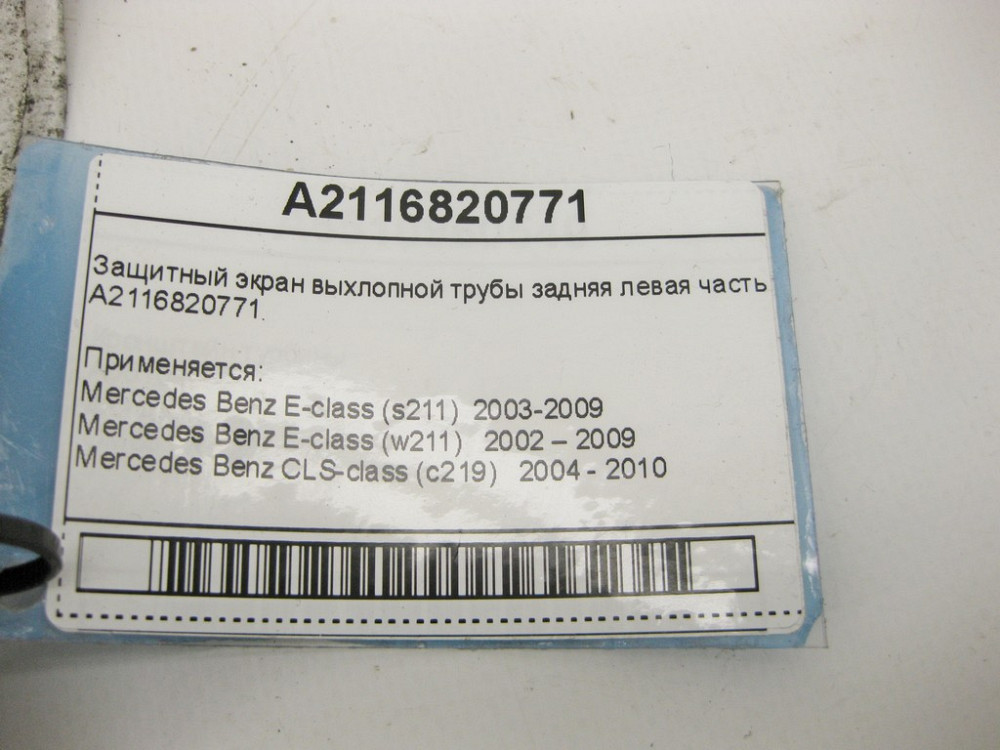 A2116820771
Защитный экран выхлопной трубы задняя левая часть
A2116820771.
Применяется:
Mercedes Benz E-class (s211) 2003-2009
Mercedes Benz E-class (w211) 2002 – 2009
Mercedes Benz CLS-class (c219) 2004 - 2010